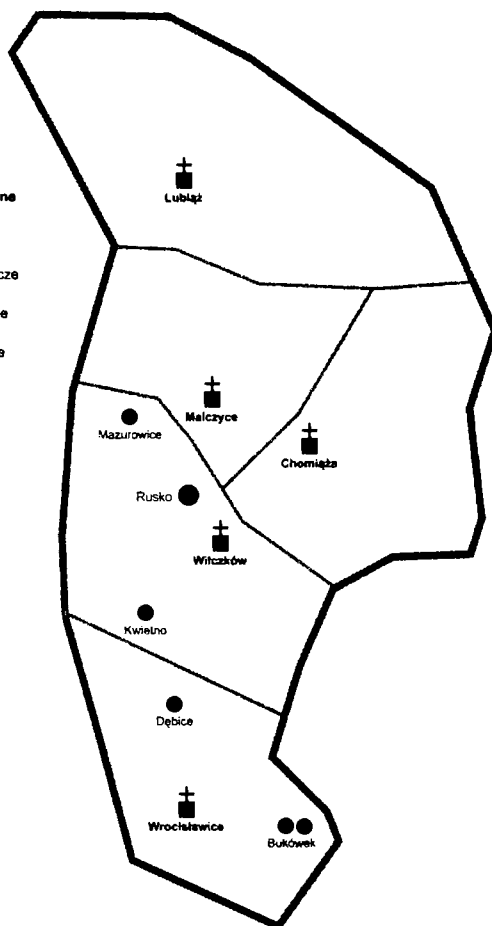 Lubiąż
Malczyce
Mazurowice
Chomiąża
Rusko
Wilczków
Kwietno
Dębice
Wrocisławice
Bukówek